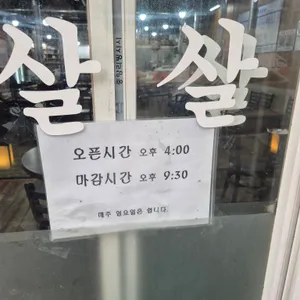 살 쌀
오픈시간 오후 4:00
마감시간 오후 9:30
매주 일요일은 쉽니다.